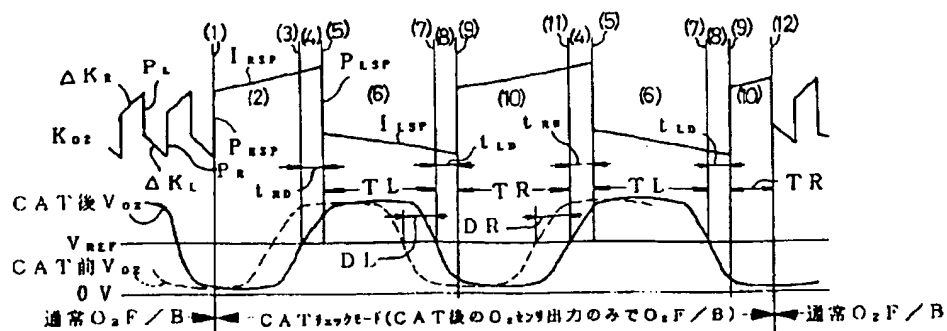 (1) (3) (4) (5) (7) (8) (9) (11) (4) (5) (7) (8) (9) (12)
ΔK_R P_L I_RSP P_LSP
(2) (6) (10) (6) (10)
K_O2 P_RSP I_LSP t_LD t_RD t_LD
ΔK_L P_R t_RD TL TR TL TR
CAT後V_O2
V_REF DL DR
CAT前V_O2
0V
通常O₂F/B CATチェックモード(CAT後のO₂センサ出力のみでO₂F/B) 通常O₂F/B